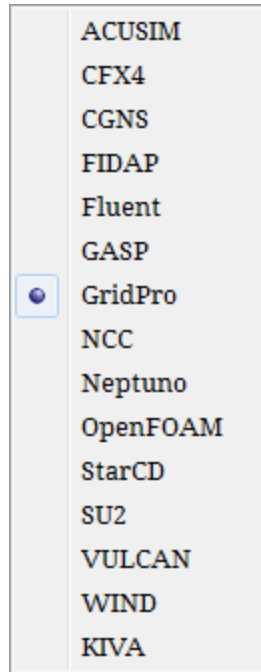 ACUSIM
CFX4
CGNS
FIDAP
Fluent
GASP
GridPro
NCC
Neptuno
OpenFOAM
StarCD
SU2
VULCAN
WIND
KIVA